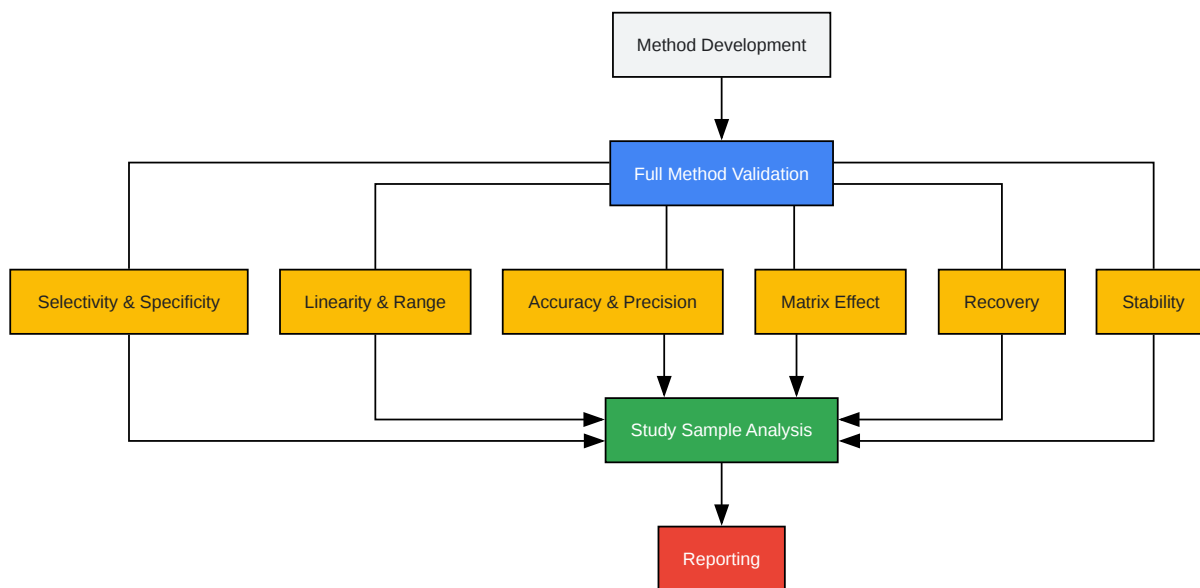 Method Development
Full Method Validation
Selectivity & Specificity
Linearity & Range
Accuracy & Precision
Matrix Effect
Recovery
Stability
Study Sample Analysis
Reporting